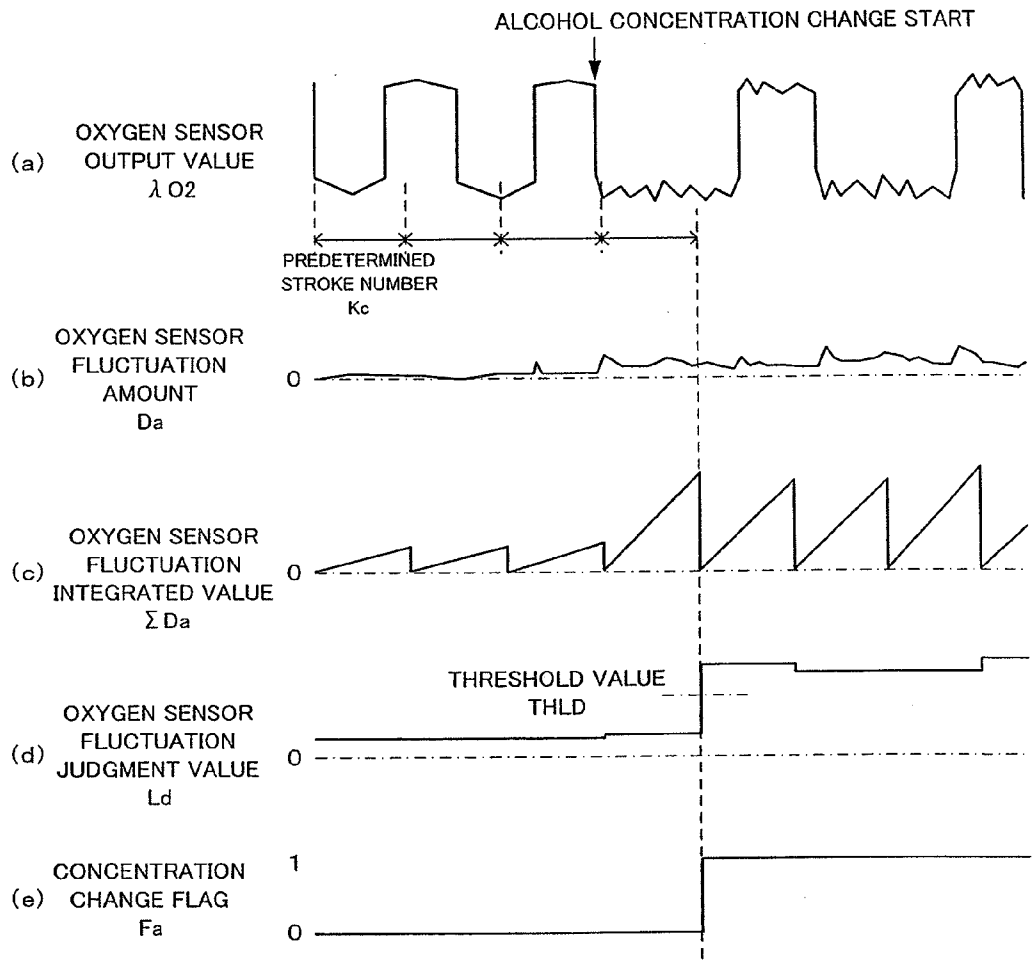 ALCOHOL CONCENTRATION CHANGE START
(a)
OXYGEN SENSOR
OUTPUT VALUE
λ O2
PREDETERMINED
STROKE NUMBER
Kc
(b)
OXYGEN SENSOR
FLUCTUATION
AMOUNT
Da
0
(c)
OXYGEN SENSOR
FLUCTUATION
INTEGRATED VALUE
Σ Da
0
(d)
OXYGEN SENSOR
FLUCTUATION
JUDGMENT VALUE
Ld
0
THRESHOLD VALUE
THLD
(e)
CONCENTRATION
CHANGE FLAG
Fa
1
0